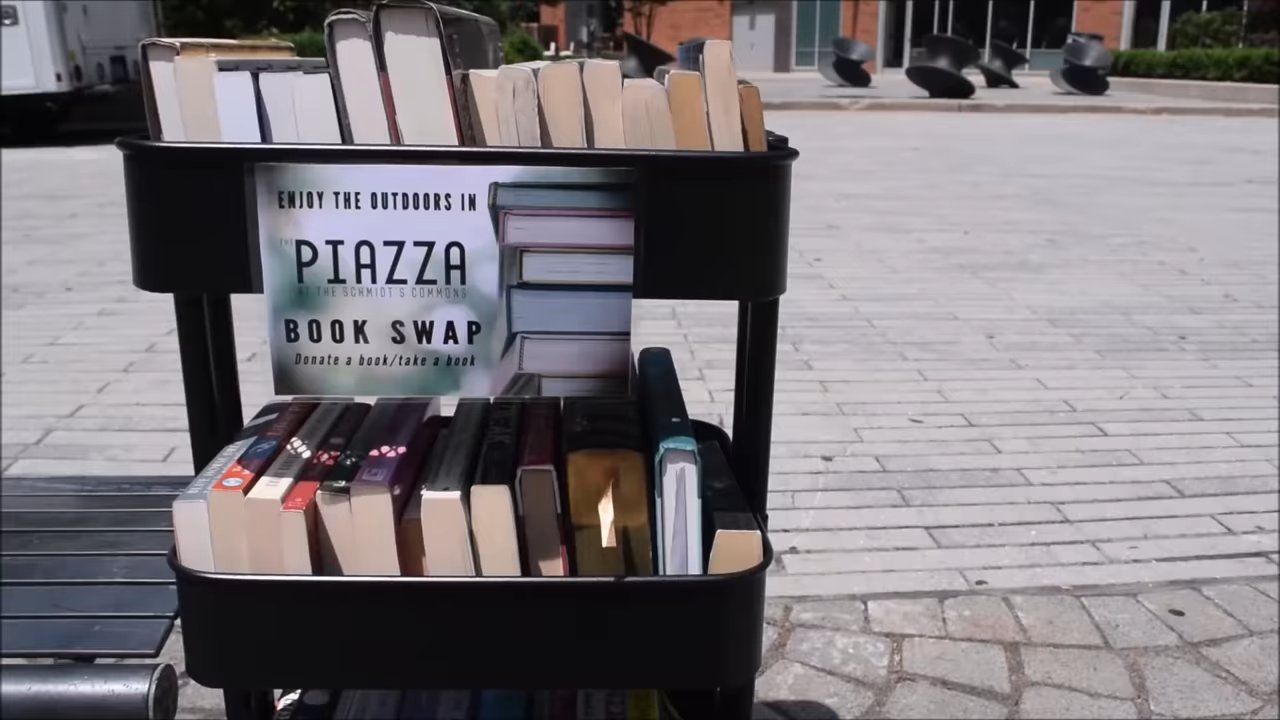 ENJOY THE OUTDOORS IN
THE
PIAZZA
AT THE SCHMIDT'S COMMONS
BOOK SWAP
Donate a book/take a book